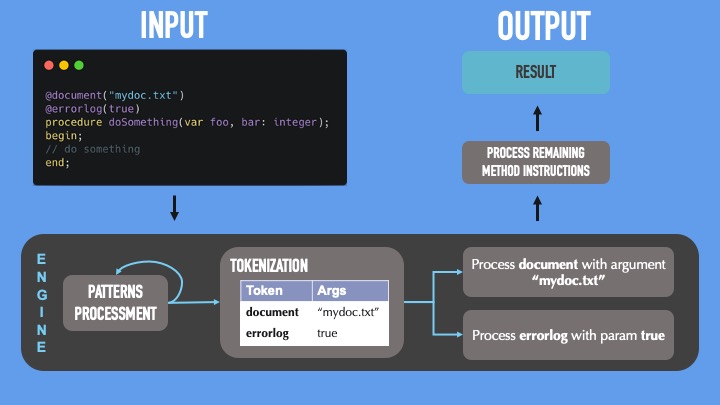 INPUT
@document("mydoc.txt")
@errorlog(true)
procedure doSomething(var foo, bar: integer);
begin;
// do something
end;
OUTPUT
RESULT
PROCESS REMAINING
METHOD INSTRUCTIONS
ENGINE
PATTERNS
PROCESSMENT
TOKENIZATION
Token Args
document “mydoc.txt”
errorlog true
Process document with argument
“mydoc.txt”
Process errorlog with param true